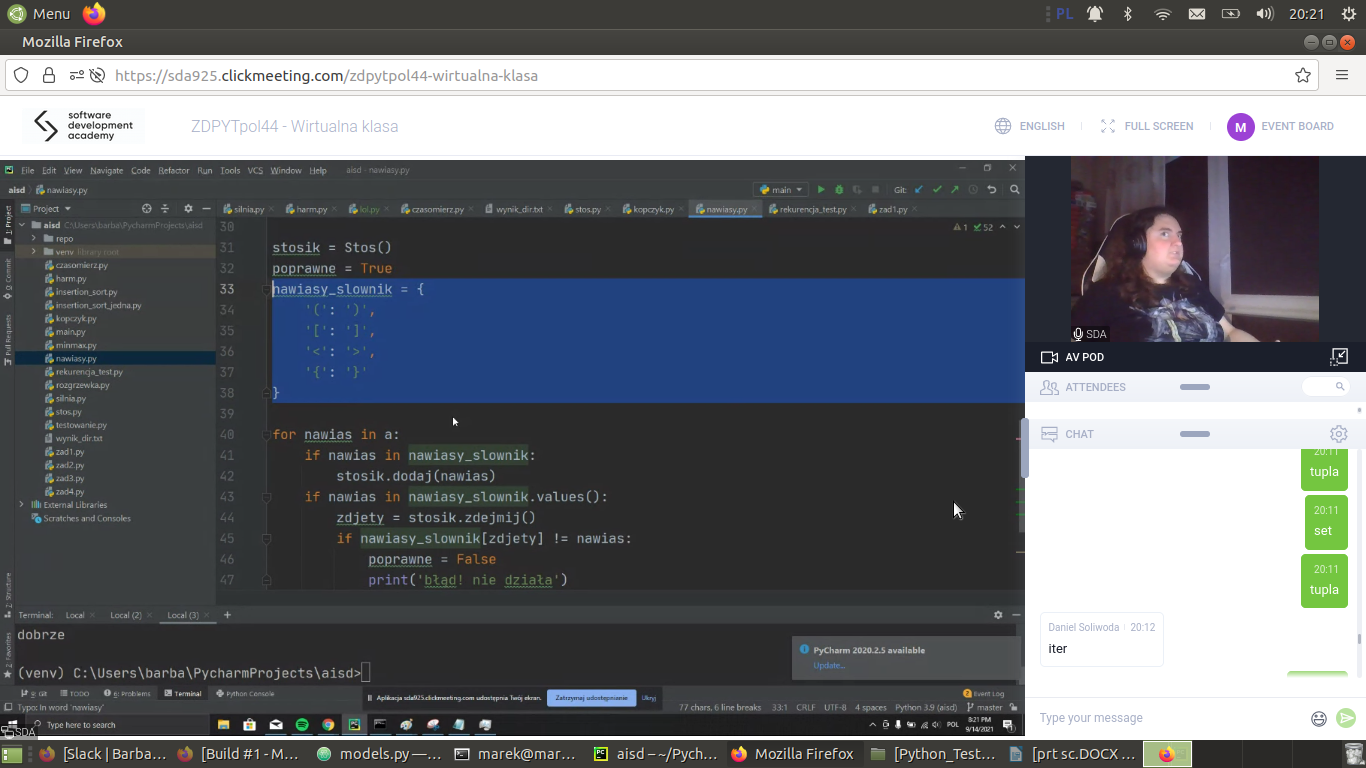 Menu
PL
20:21
Mozilla Firefox
https://sda925.clickmeeting.com/zdpytpol44-wirtualna-klasa
software
development
academy
ZDPYTpol44 - Wirtualna klasa
ENGLISH
FULL SCREEN
M
EVENT BOARD
File Edit View Navigate Code Refactor Run Tools VCS Window Help aisd - nawiasy.py
aisd nawiasy.py
main
Git:
Project
silnia.py harm.py lol.py czasomierz.py wynik_dir.txt stos.py kopczyk.py nawiasy.py rekurencja_test.py zad1.py
1: Project
Commit
Pull Requests
2: Structure
2: Favorites
aisd C:\Users\barba\PycharmProjects\aisd
repo
venv library root
czasomierz.py
harm.py
insertion_sort.py
insertion_sort_jedna.py
kopczyk.py
main.py
minmax.py
nawiasy.py
rekurencja_test.py
rozgrzewka.py
silnia.py
stos.py
testowanie.py
wynik_dir.txt
zad1.py
zad2.py
zad3.py
zad4.py
External Libraries
Scratches and Consoles
1 52
30
31 stosik = Stos()
32 poprawne = True
33 nawiasy_slownik = {
34 '(': ')',
35 '[': ']',
36 '<': '>',
37 '{': '}'
38 }
39
40 for nawias in a:
41 if nawias in nawiasy_slownik:
42 stosik.dodaj(nawias)
43 if nawias in nawiasy_slownik.values():
44 zdjety = stosik.zdejmij()
45 if nawiasy_slownik[zdjety] != nawias:
46 poprawne = False
47 print('błąd! nie działa')
Terminal: Local Local (2) Local (3) +
dobrze
(venv) C:\Users\barba\PycharmProjects\aisd>
PyCharm 2020.2.5 available
Update...
9: Git TODO 6: Problems Terminal Python Console
Aplikacja sda925.clickmeeting.com udostępnia Twój ekran. Zatrzymaj udostępnianie Ukryj
2 Event Log
Typo: In word 'nawiasy'
77 chars, 6 line breaks 33:1 CRLF UTF-8 4 spaces Python 3.9 (aisd) master
Type here to search
POL
8:21 PM
9/14/2021
SDA
SDA
AV POD
ATTENDEES
CHAT
20:11
tupla
20:11
set
20:11
tupla
Daniel Soliwoda 20:12
iter
Type your message
[Slack | Barba...
[Build #1 - M...
models.py —...
marek@mar...
aisd – ~/Pych...
Mozilla Firefox
[Python_Test...
[prt sc.DOCX ...